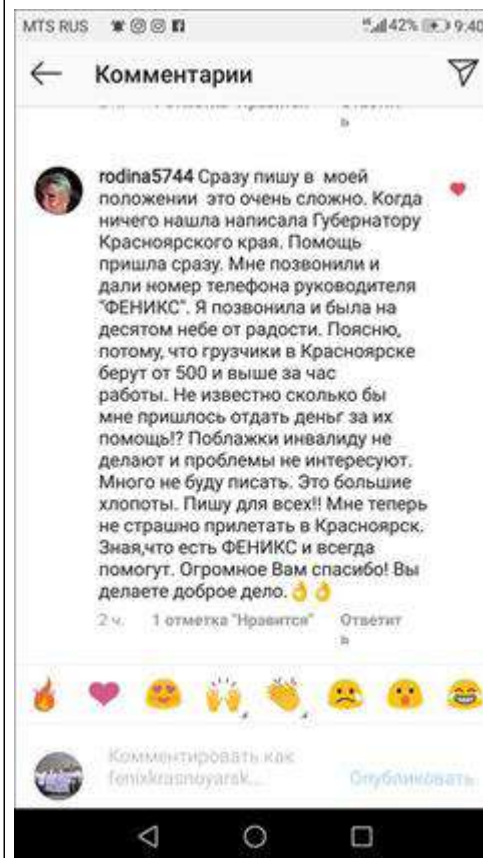 MTS RUS 42% 9:40
Комментарии
rodina5744 Сразу пишу в моей
положении это очень сложно. Когда
ничего нашла написала Губернатору
Красноярского края. Помощь
пришла сразу. Мне позвонили и
дали номер телефона руководителя
"ФЕНИКС". Я позвонила и была на
десятом небе от радости. Поясню,
потому, что грузчики в Красноярске
берут от 500 и выше за час
работы. Не известно сколько бы
мне пришлось отдать деньг за их
помощь!? Поблажки инвалиду не
делают и проблемы не интересуют.
Много не буду писать. Это большие
хлопоты. Пишу для всех!! Мне теперь
не страшно прилетать в Красноярск.
Зная,что есть ФЕНИКС и всегда
помогут. Огромное Вам спасибо! Вы
делаете доброе дело.👌👌
2 ч. 1 отметка "Нравится" Ответит
ь
Комментировать как
fenixkrasnoyarsk... Опубликовать